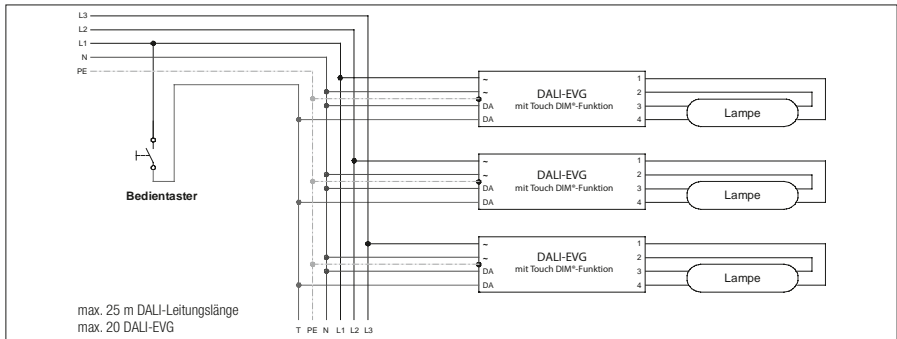 L3
L2
L1
N
PE
Bedientaster
~
~
DA
DA
DALI-EVG
mit Touch DIM®-Funktion
1
2
3
4
Lampe
~
~
DA
DA
DALI-EVG
mit Touch DIM®-Funktion
1
2
3
4
Lampe
~
~
DA
DA
DALI-EVG
mit Touch DIM®-Funktion
1
2
3
4
Lampe
max. 25 m DALI-Leitungslänge
max. 20 DALI-EVG
T PE N L1 L2 L3